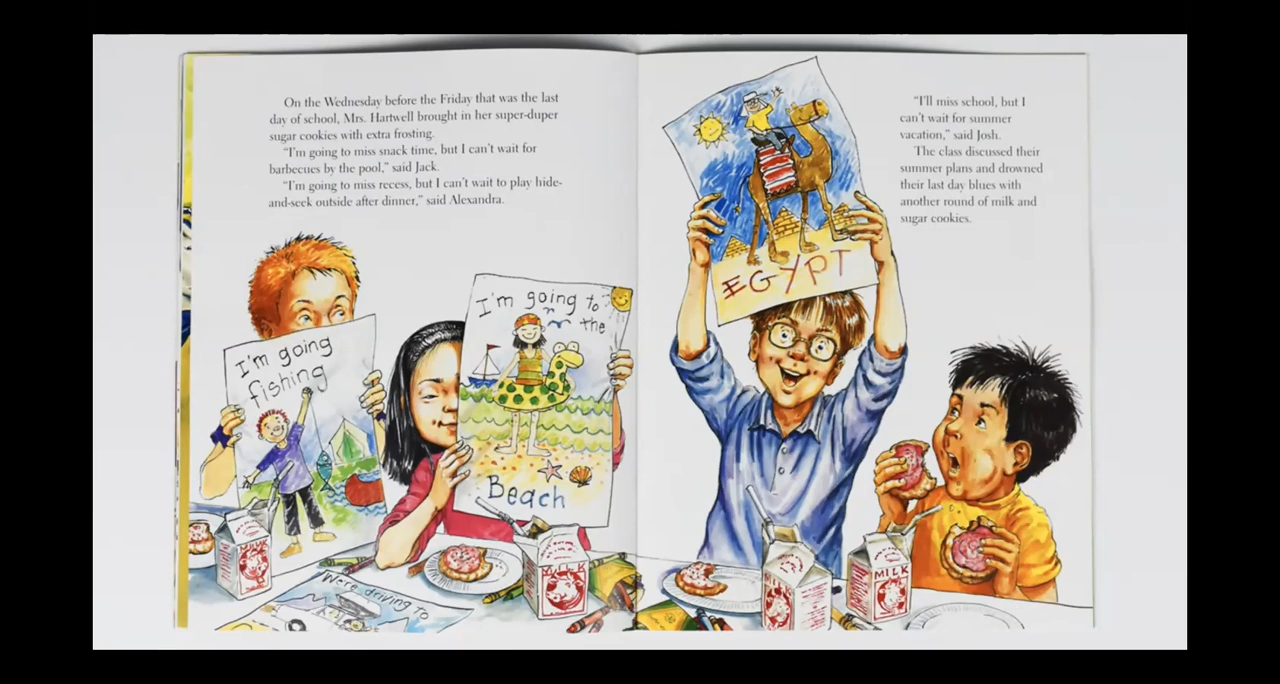 On the Wednesday before the Friday that was the last
day of school, Mrs. Hartwell brought in her super-duper
sugar cookies with extra frosting.
"I'm going to miss snack time, but I can't wait for
barbecues by the pool," said Jack.
"I'm going to miss recess, but I can't wait to play hide-
and-seek outside after dinner," said Alexandra.
I'm going
fishing
I'm going to
the
Beach
We're driving to
MILK
MILK
EGYPT
"I'll miss school, but I
can't wait for summer
vacation," said Josh.
The class discussed their
summer plans and drowned
their last day blues with
another round of milk and
sugar cookies.
MILK
MILK